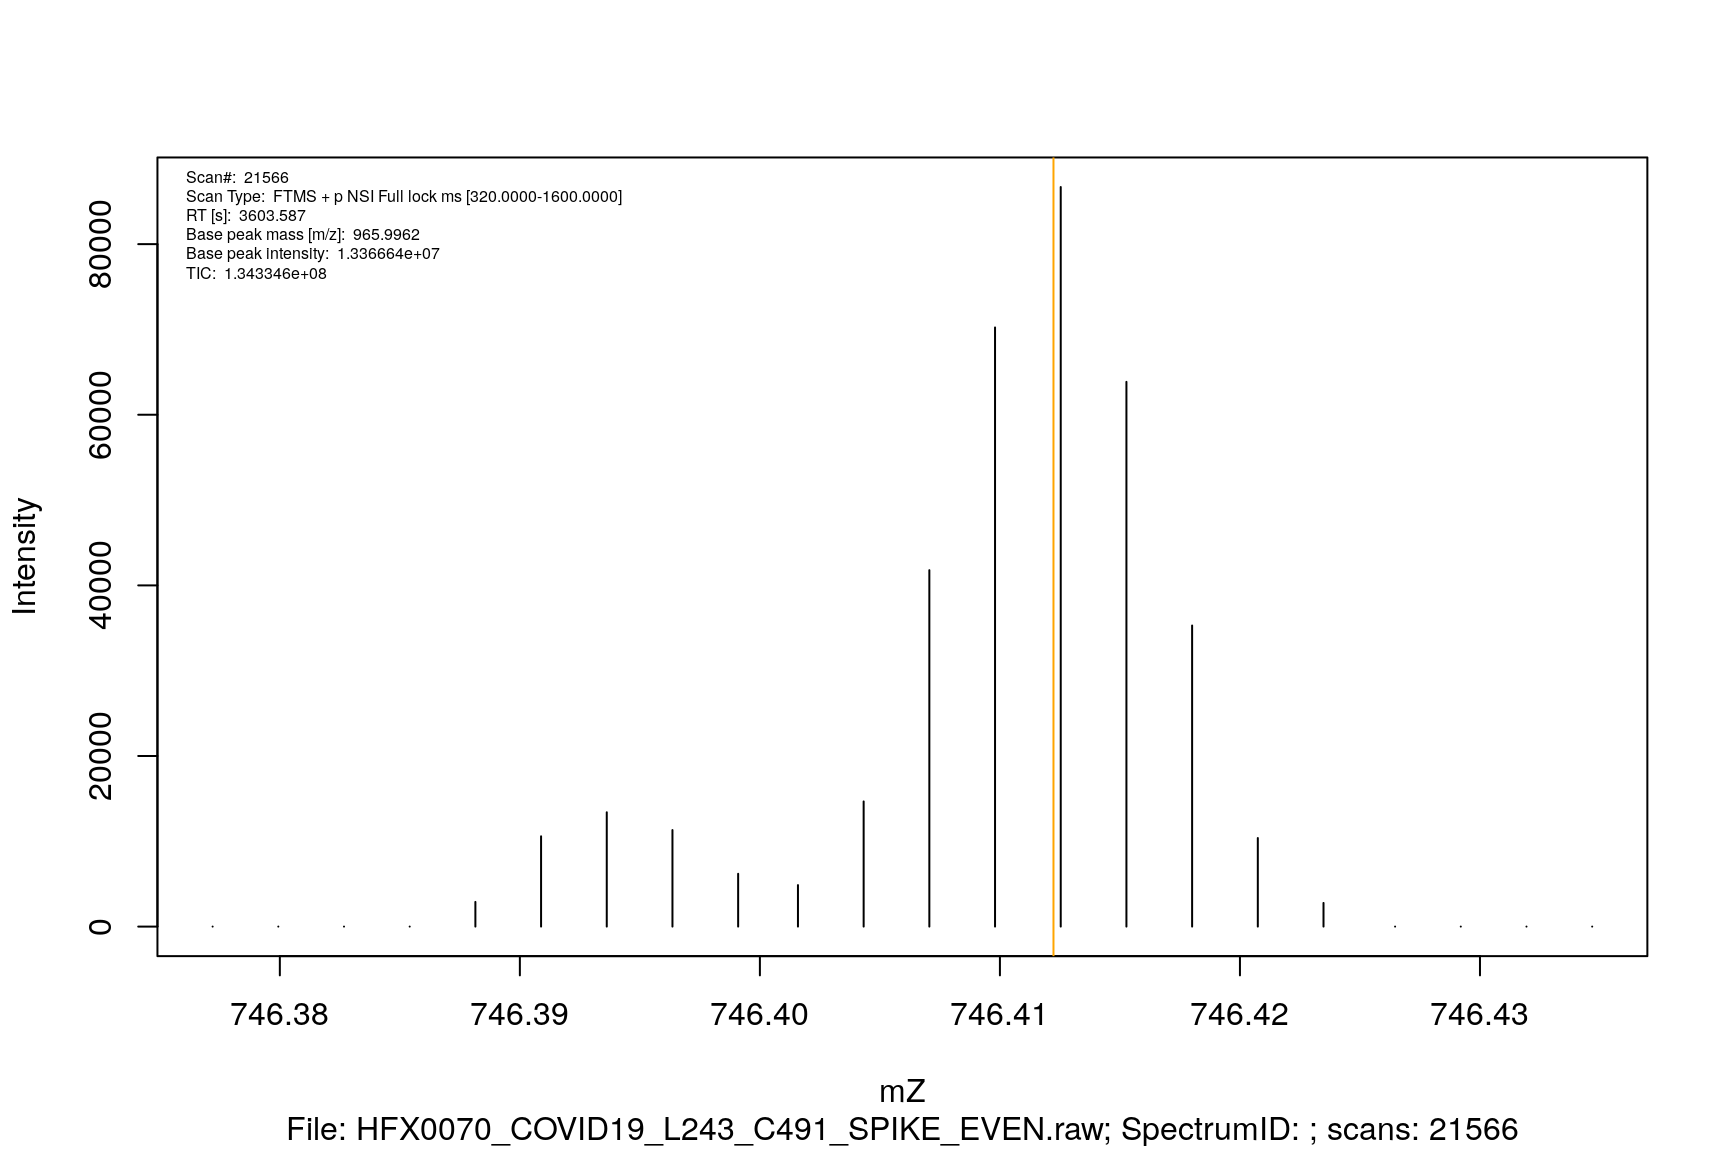 Scan#: 21566
Scan Type: FTMS + p NSI Full lock ms [320.0000-1600.0000]
RT [s]: 3603.587
Base peak mass [m/z]: 965.9962
Base peak intensity: 1.336664e+07
TIC: 1.343346e+08
Intensity
80000
60000
40000
20000
0
746.38 746.39 746.40 746.41 746.42 746.43
mZ
File: HFX0070_COVID19_L243_C491_SPIKE_EVEN.raw; SpectrumID: ; scans: 21566